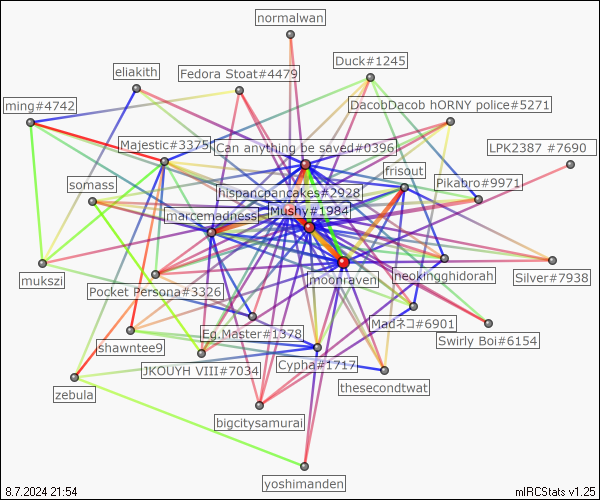 normalwan
Duck#1245
eliakith
Fedora Stoat#4479
ming#4742
DacobDacob hORNY police#5271
Majestic#3375
Can anything be saved#0396
LPK2387 #7690
frisout
somass
hispancpancakes#2928
Pikabro#9971
marcemadness
Mushy#1984
mukszi
moonraven
neokingghidorah
Silver#7938
Pocket Persona#3326
Eg.Master#1378
Madネコ#6901
shawntee9
Swirly Boi#6154
JKOUYH VIII#7034
Cypha#1717
zebula
thesecondtwat
bigcitysamurai
yoshimanden
8.7.2024 21:54
mIRCStats v1.25